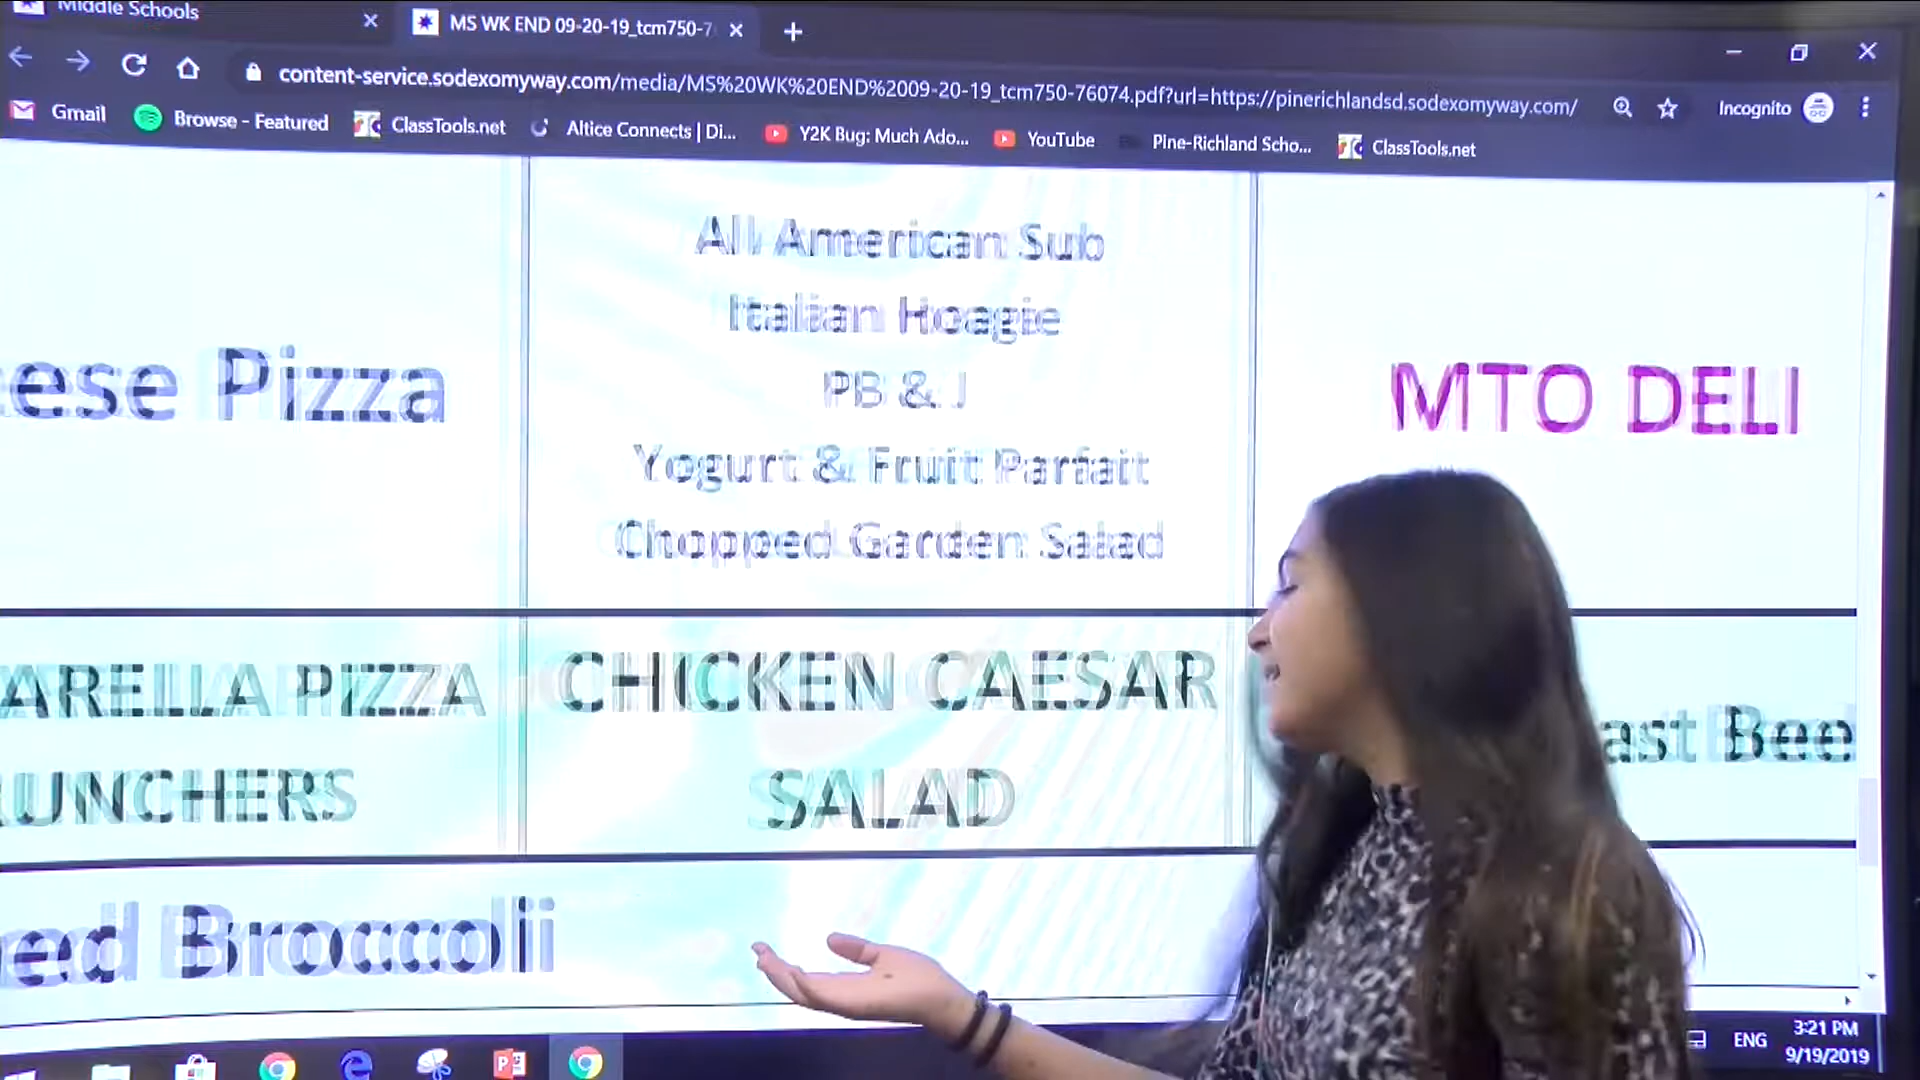 Middle Schools
MS WK END 09-20-19_tcm750-7
content-service.sodexomyway.com/media/MS%20WK%20END%2009-20-19_tcm750-76074.pdf?url=https://pinerichlandsd.sodexomyway.com/
Incognito
Gmail
Browse - Featured
ClassTools.net
Altice Connects | Di...
Y2K Bug: Much Ado...
YouTube
Pine-Richland Scho...
ClassTools.net
eese Pizza
All American Sub
Italian Hoagie
PB & J
Yogurt & Fruit Parfait
Chopped Garden Salad
MTO DELI
ARELLA PIZZA
UNCHERS
CHICKEN CAESAR
SALAD
ast Bee
ed Broccoli
ENG
3:21 PM
9/19/2019